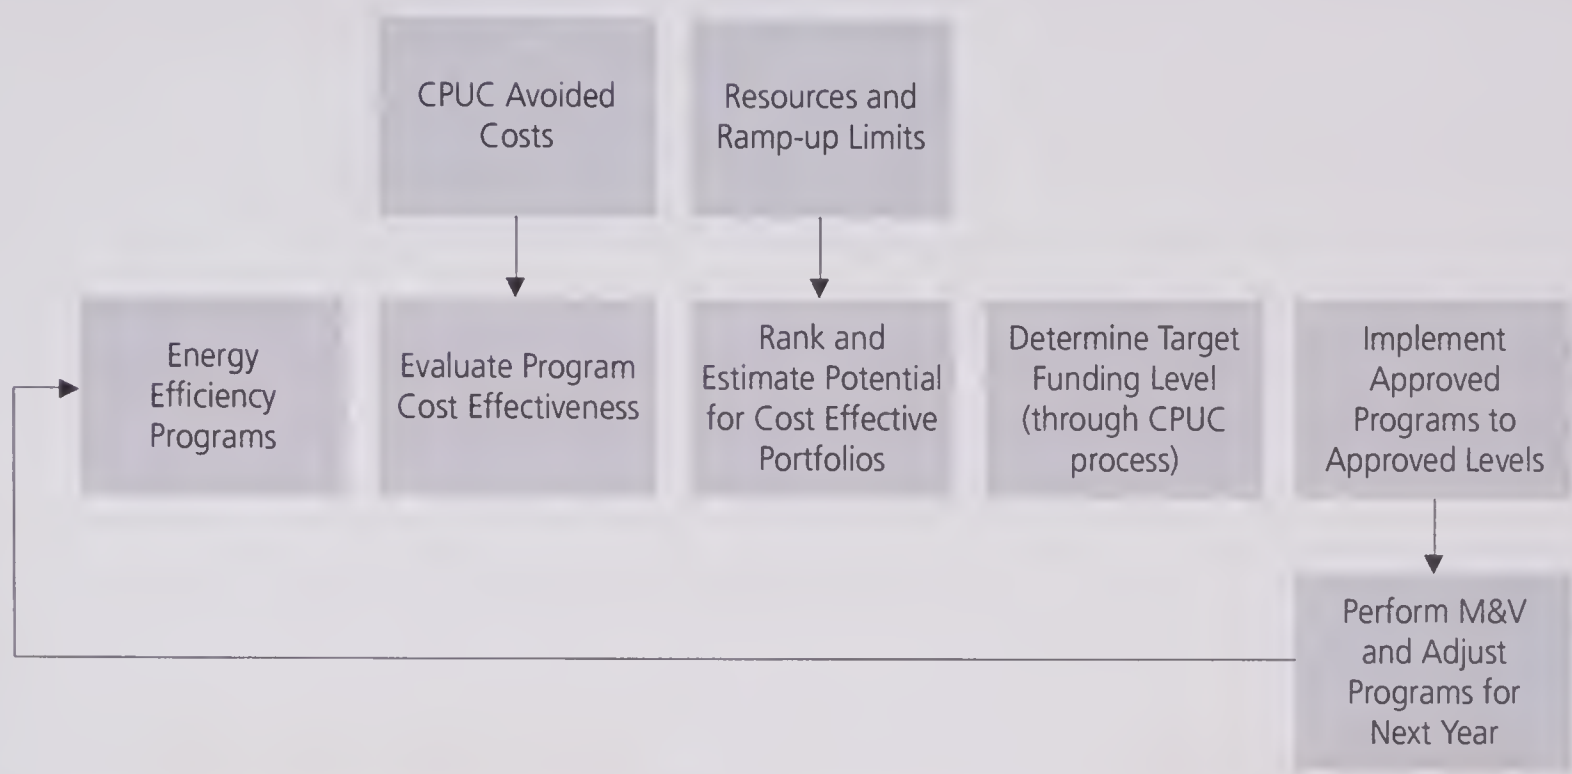 CPUC Avoided
Costs
Resources and
Ramp-up Limits
Energy
Efficiency
Programs
Evaluate Program
Cost Effectiveness
Rank and
Estimate Potential
for Cost Effective
Portfolios
Determine Target
Funding Level
(through CPUC
process)
Implement
Approved
Programs to
Approved Levels
Perform M&V
and Adjust
Programs for
Next Year